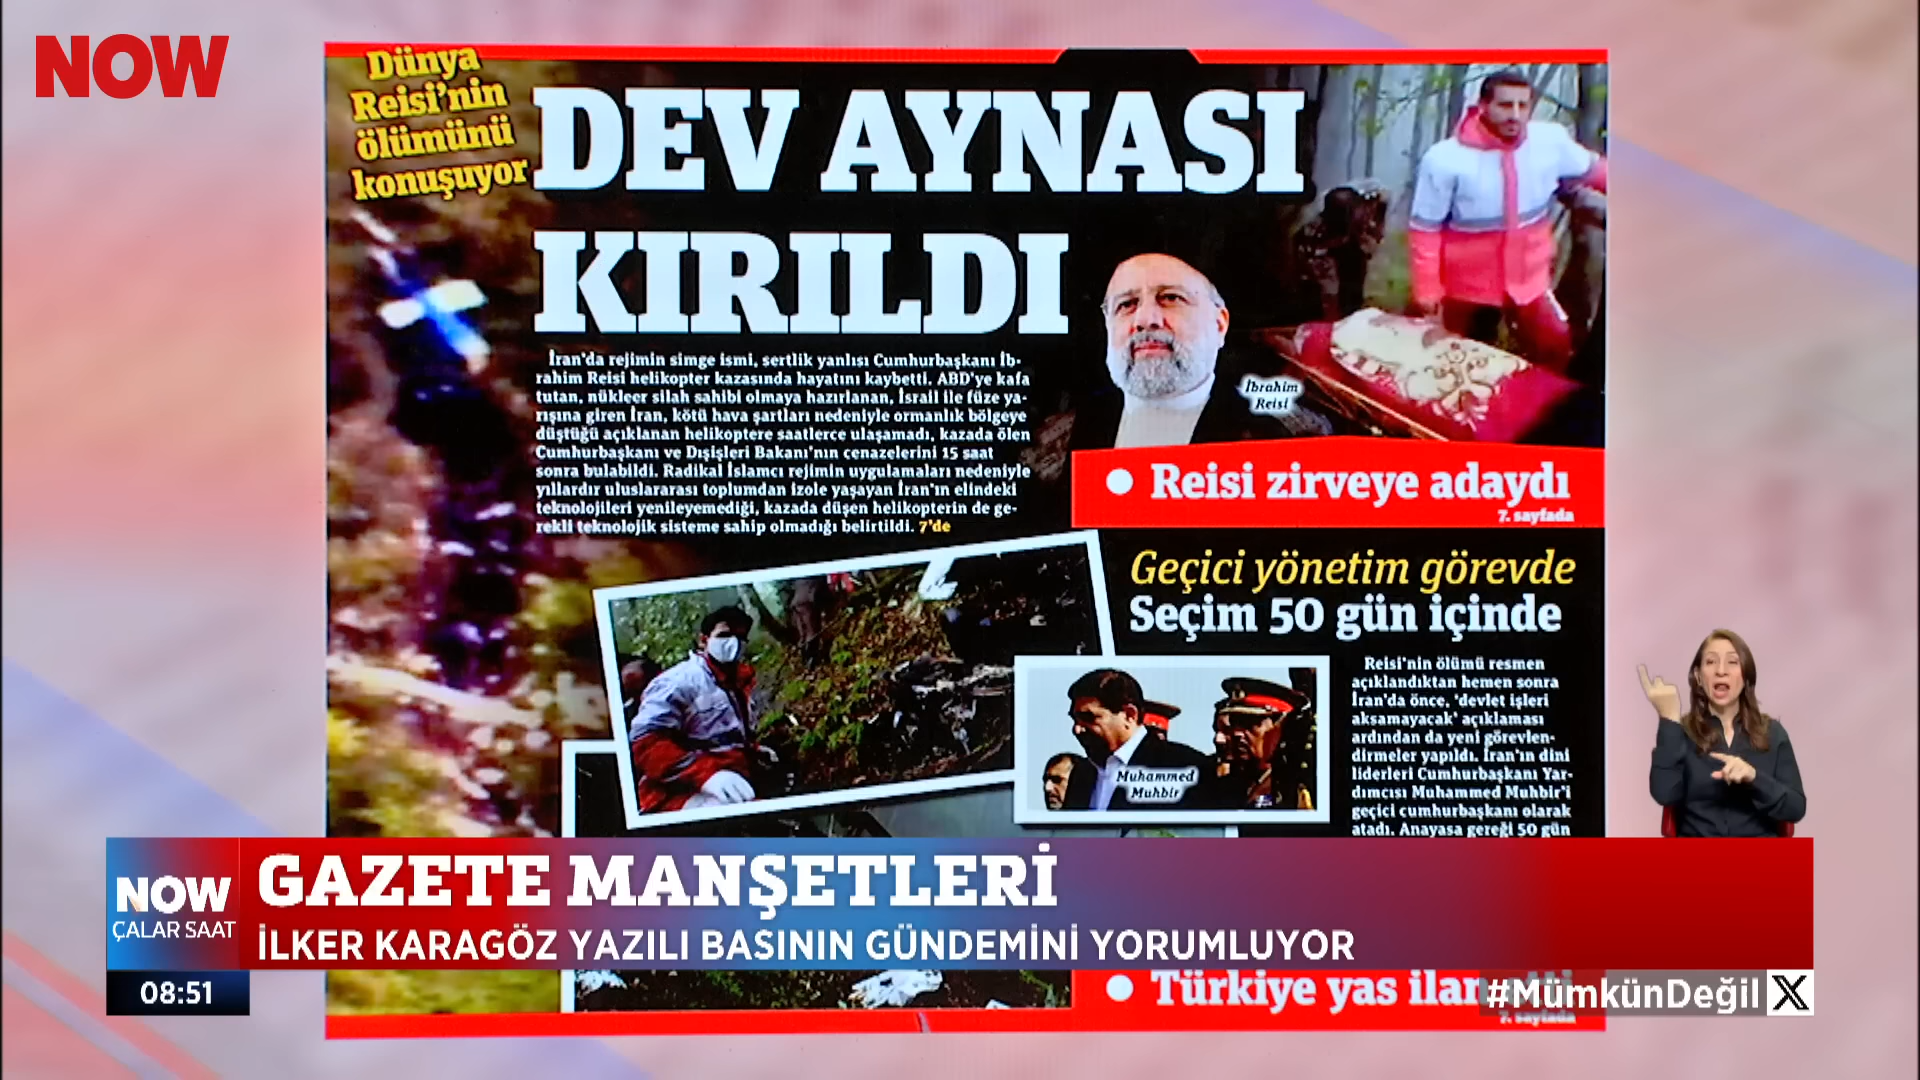 NOW
Dünya
Reisi'nin
ölümünü
konuşuyor
DEV AYNASI
KIRILDI
İran'da rejimin simge ismi, sertlik yanlısı Cumhurbaşkanı İb-
rahim Reisi helikopter kazasında hayatını kaybetti. ABD'ye kafa
tutan, nükleer silah sahibi olmaya hazırlanan, İsrail ile füze ya-
rışına giren İran, kötü hava şartları nedeniyle ormanlık bölgeye
düştüğü açıklanan helikoptere saatlerce ulaşamadı, kazada ölen
Cumhurbaşkanı ve Dışişleri Bakanı'nın cenazelerini 15 saat
sonra bulabildi. Radikal İslamcı rejimin uygulamaları nedeniyle
yıllardır uluslararası toplumdan izole yaşayan İran'ın elindeki
teknolojileri yenileyemediği, kazada düşen helikopterin de ge-
rekli teknolojik sisteme sahip olmadığı belirtildi. 7'de
İbrahim
Reisi
Reisi zirveye adaydı
7. sayfada
Geçici yönetim görevde
Seçim 50 gün içinde
Reisi'nin ölümü resmen
açıklandıktan hemen sonra
İran'da önce, 'devlet işleri
aksamayacak' açıklaması
ardından da yeni görevlen-
dirmeler yapıldı. İran'ın dini
liderleri Cumhurbaşkanı Yar-
dımcısı Muhammed Muhbir'i
geçici cumhurbaşkanı olarak
atadı. Anayasa gereği 50 gün
Muhammed
Muhbir
NOW
ÇALAR SAAT
GAZETE MANŞETLERİ
İLKER KARAGÖZ YAZILI BASININ GÜNDEMİNİ YORUMLUYOR
08:51
Türkiye yas ilan
7. sayfada
#MümkünDeğil X